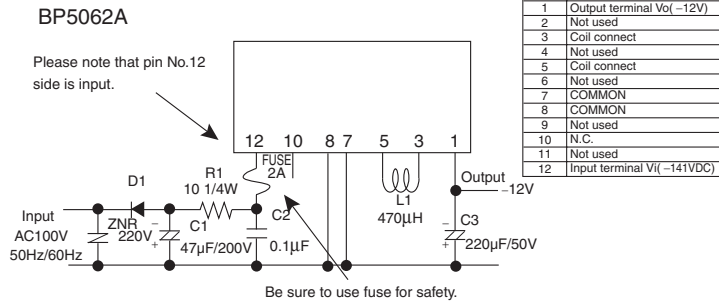 BP5062A
Please note that pin No.12
side is input.
1 Output terminal Vo( −12V)
2 Not used
3 Coil connect
4 Not used
5 Coil connect
6 Not used
7 COMMON
8 COMMON
9 Not used
10 N.C.
11 Not used
12 Input terminal Vi( −141VDC)
12 10 8 7 5 3 1
FUSE
2A
R1
10 1/4W
D1
L1
470µH
Output
−12V
Input
AC100V
50Hz/60Hz
ZNR
220V
−
+
C1
47µF/200V
C2
0.1µF
−
+
C3
220µF/50V
Be sure to use fuse for safety.